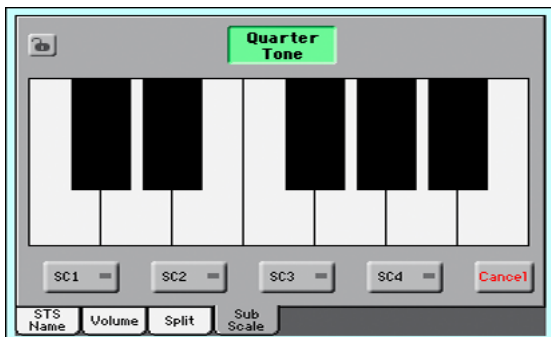 Quarter
Tone
SC1 SC2 SC3 SC4 Cancel
STS
Name
Volume
Split
Sub
Scale